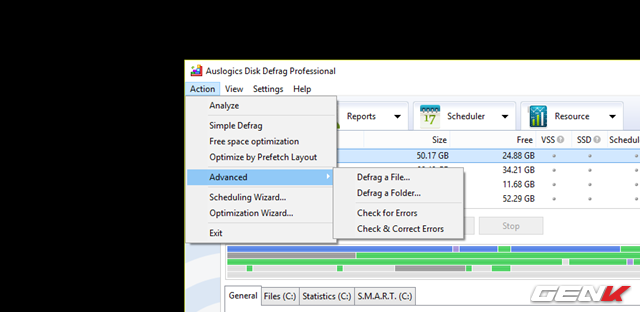 Auslogics Disk Defrag Professional
Action View Settings Help
Analyze
Simple Defrag
Free space optimization
Optimize by Prefetch Layout
Advanced
Scheduling Wizard...
Optimization Wizard...
Exit
Defrag a File...
Defrag a Folder...
Check for Errors
Check & Correct Errors
Reports Scheduler Resource
17
Size Free VSS SSD Schedule
50.17 GB 24.88 GB
34.21 GB
11.68 GB
52.29 GB
Stop
General Files (C:) Statistics (C:) S.M.A.R.T. (C:)
GENK